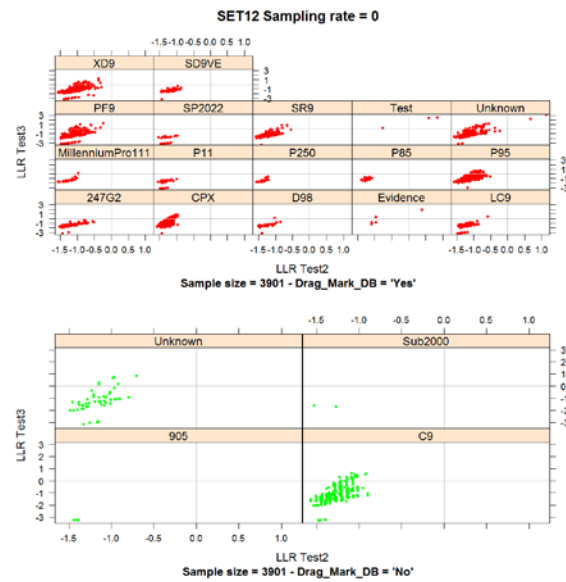 SET12 Sampling rate = 0
-1.5 -0.5 0.0 0.5 1.0
XD9 SD9VE
3
1
-1
-3
PF9 SP2022 SR9 Test Unknown
3
1
-1
-3
MillenniumPro111 P11 P250 P85 P95
3
1
-1
-3
247G2 CPX D98 Evidence LC9
3
1
-1
-3
LLR Test3
-1.5 -0.5 0.0 0.5 1.0 -1.5 -0.5 0.0 0.5 1.0 -1.5 -0.5 0.0 0.5 1.0
LLR Test2
Sample size = 3901 - Drag_Mark_DB = 'Yes'
-1.5 -1.0 -0.5 0.0 0.5 1.0
Unknown Sub2000
3
2
1
0
-1
-2
-3
905 C9
3
2
1
0
-1
-2
-3
LLR Test3
-1.5 -1.0 -0.5 0.0 0.5 1.0
LLR Test2
Sample size = 3901 - Drag_Mark_DB = 'No'